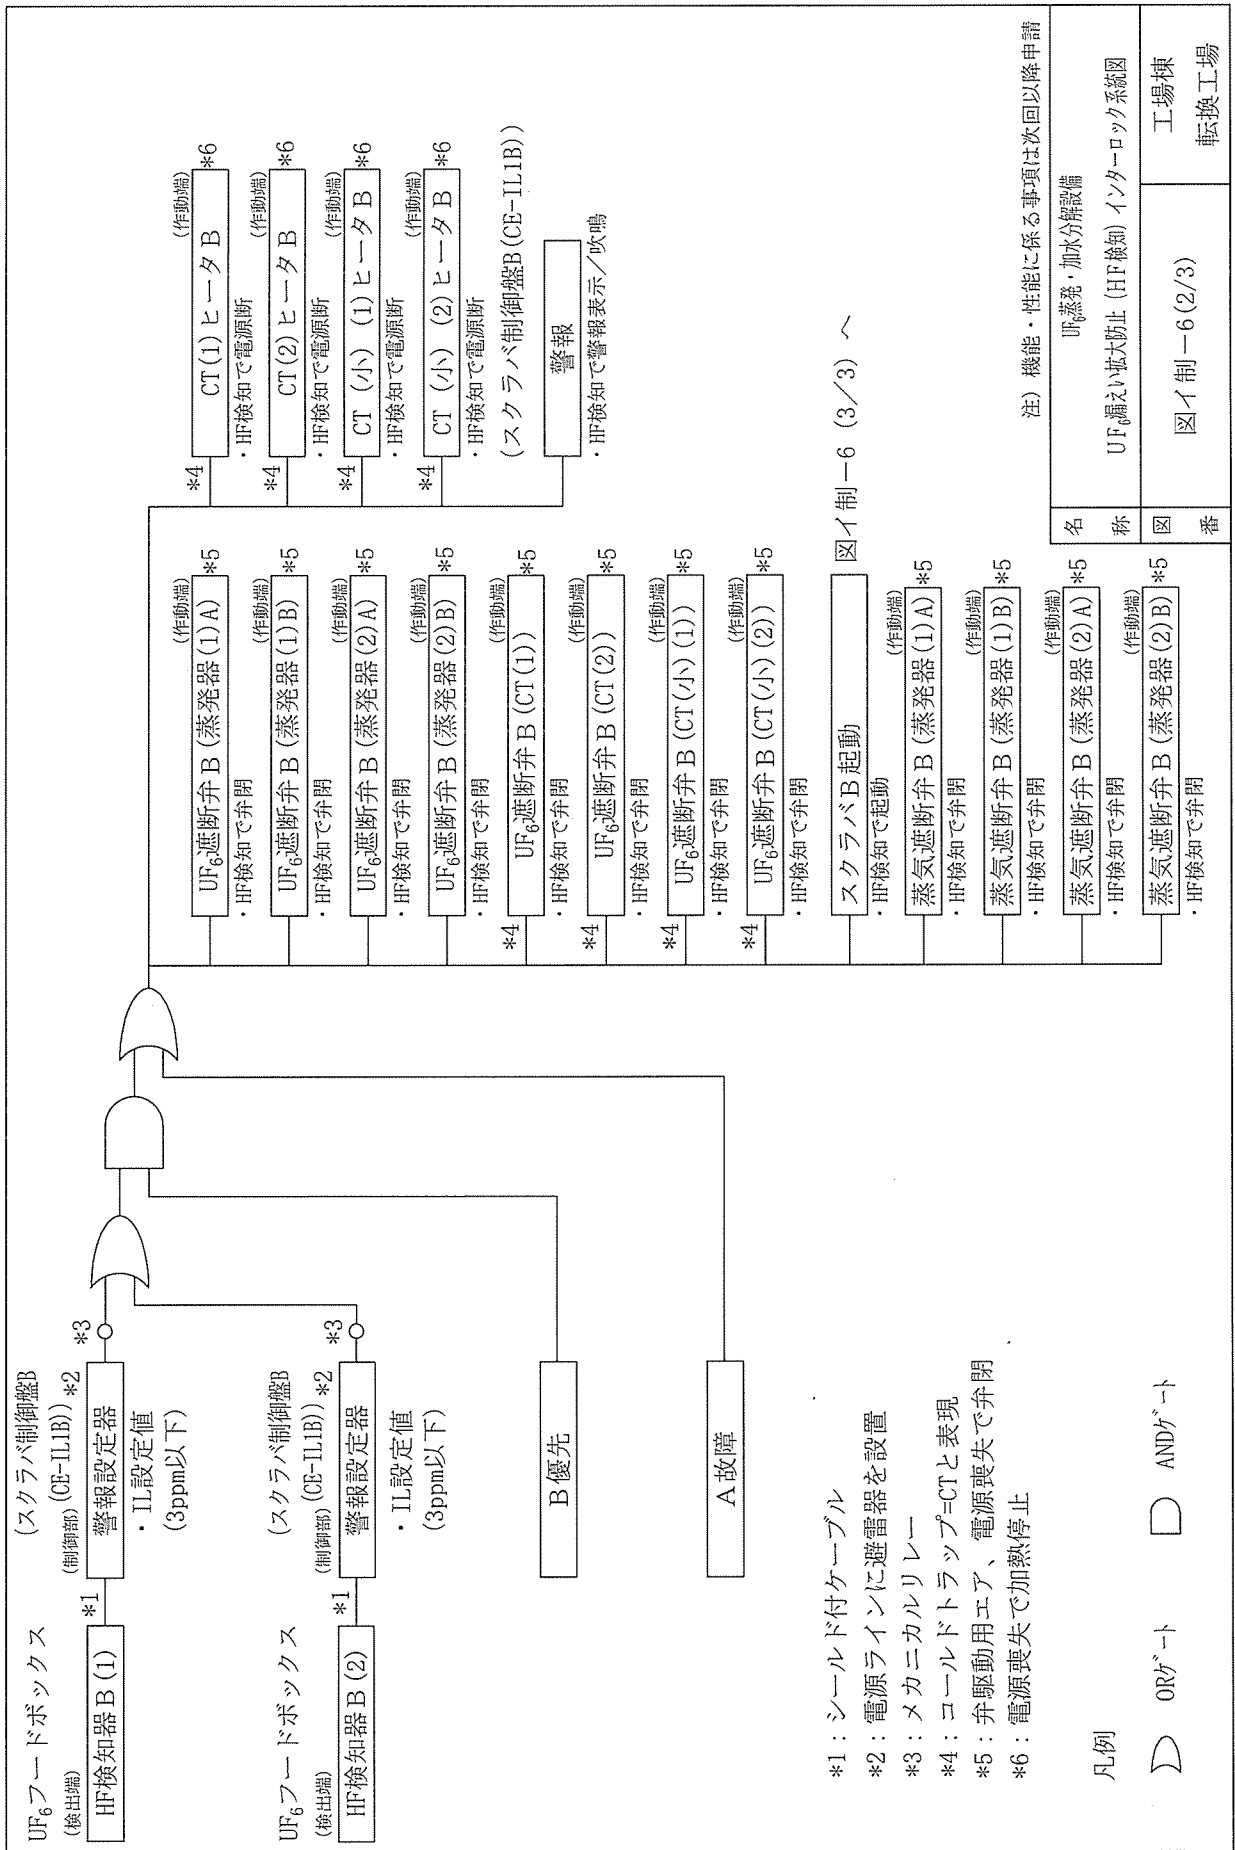 UF₆フードボックス
(検出端)
HF検知器B(1)
*1
(スクラバ制御盤B
(制御部)(CE-IL1B))*2
警報設定器
・IL設定値
(3ppm以下)
*3
UF₆フードボックス
(検出端)
HF検知器B(2)
*1
(スクラバ制御盤B
(制御部)(CE-IL1B))*2
警報設定器
・IL設定値
(3ppm以下)
*3
B優先
A故障
(作動端)
UF₆遮断弁B(蒸発器(1)A) *5
・HF検知で弁閉
(作動端)
UF₆遮断弁B(蒸発器(1)B) *5
・HF検知で弁閉
(作動端)
UF₆遮断弁B(蒸発器(2)A) *5
・HF検知で弁閉
(作動端)
UF₆遮断弁B(蒸発器(2)B) *5
・HF検知で弁閉
(作動端)
*4 UF₆遮断弁B(CT(1)) *5
・HF検知で弁閉
(作動端)
*4 UF₆遮断弁B(CT(2)) *5
・HF検知で弁閉
(作動端)
*4 UF₆遮断弁B(CT(小)(1)) *5
・HF検知で弁閉
(作動端)
*4 UF₆遮断弁B(CT(小)(2)) *5
・HF検知で弁閉
スクラバB起動 図イ制-6(3/3)へ
・HF検知で起動
(作動端)
蒸気遮断弁B(蒸発器(1)A) *5
・HF検知で弁閉
(作動端)
蒸気遮断弁B(蒸発器(1)B) *5
・HF検知で弁閉
(作動端)
蒸気遮断弁B(蒸発器(2)A) *5
・HF検知で弁閉
(作動端)
蒸気遮断弁B(蒸発器(2)B) *5
・HF検知で弁閉
(作動端)
*4 CT(1)ヒータB *6
・HF検知で電源断
(作動端)
*4 CT(2)ヒータB *6
・HF検知で電源断
(作動端)
*4 CT(小)(1)ヒータB *6
・HF検知で電源断
(作動端)
*4 CT(小)(2)ヒータB *6
・HF検知で電源断
(スクラバ制御盤B(CE-IL1B))
警報
・HF検知で警報表示/吹鳴
*1:シールド付ケーブル
*2:電源ラインに避雷器を設置
*3:メカニカルリレー
*4:コールドトラップ=CTと表現
*5:弁駆動用エア、電源喪失で弁閉
*6:電源喪失で加熱停止
凡例
ORゲート ANDゲート
注) 機能・性能に係る事項は次回以降申請
名称
UF₆蒸発・加水分解設備
UF₆漏えい拡大防止(HF検知)インターロック系統図
図番
図イ制-6(2/3)
工場棟
転換工場